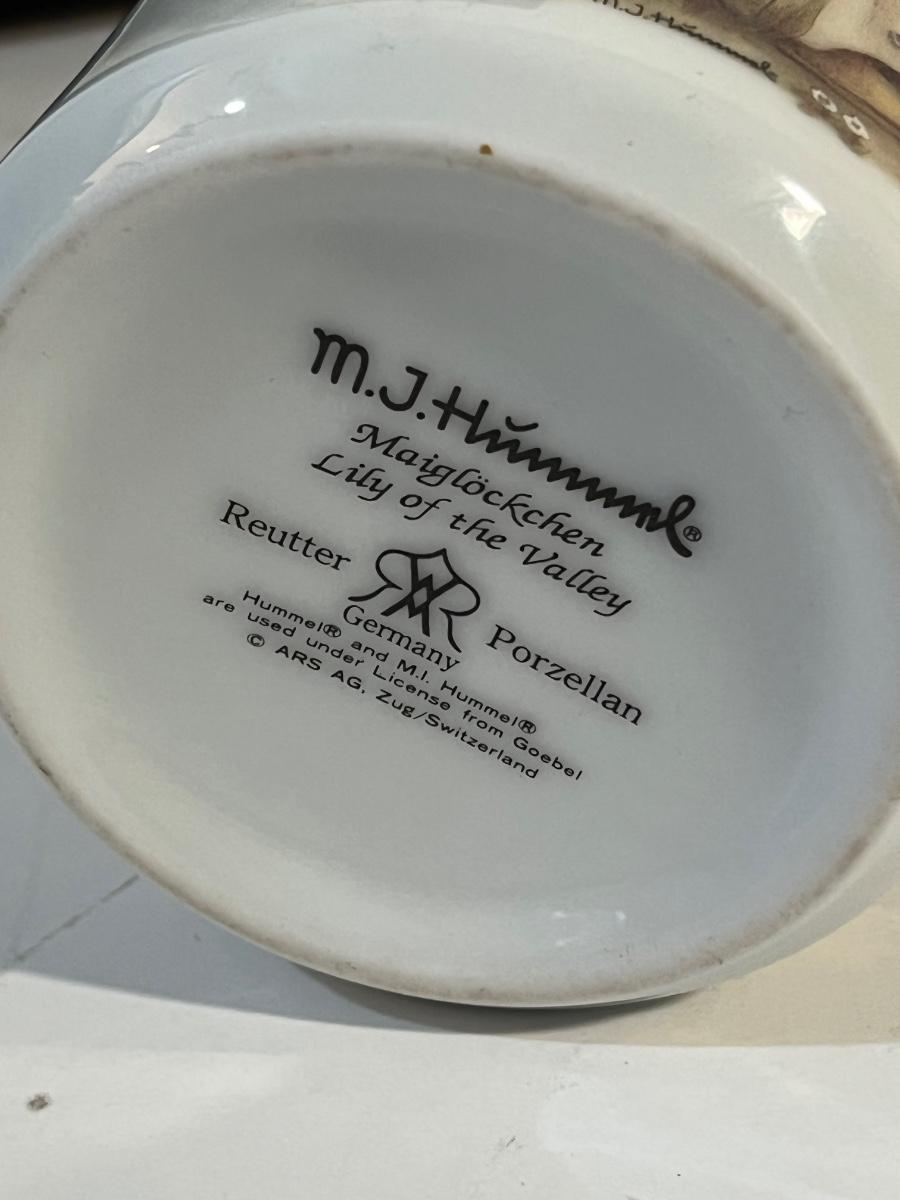 M.J.Hummel
M.J.Hummel®
Maiglöckchen
Lily of the Valley
Reutter Porzellan
Germany
Hummel® and M.I. Hummel®
are used under License from Goebel
© ARS AG, Zug/Switzerland